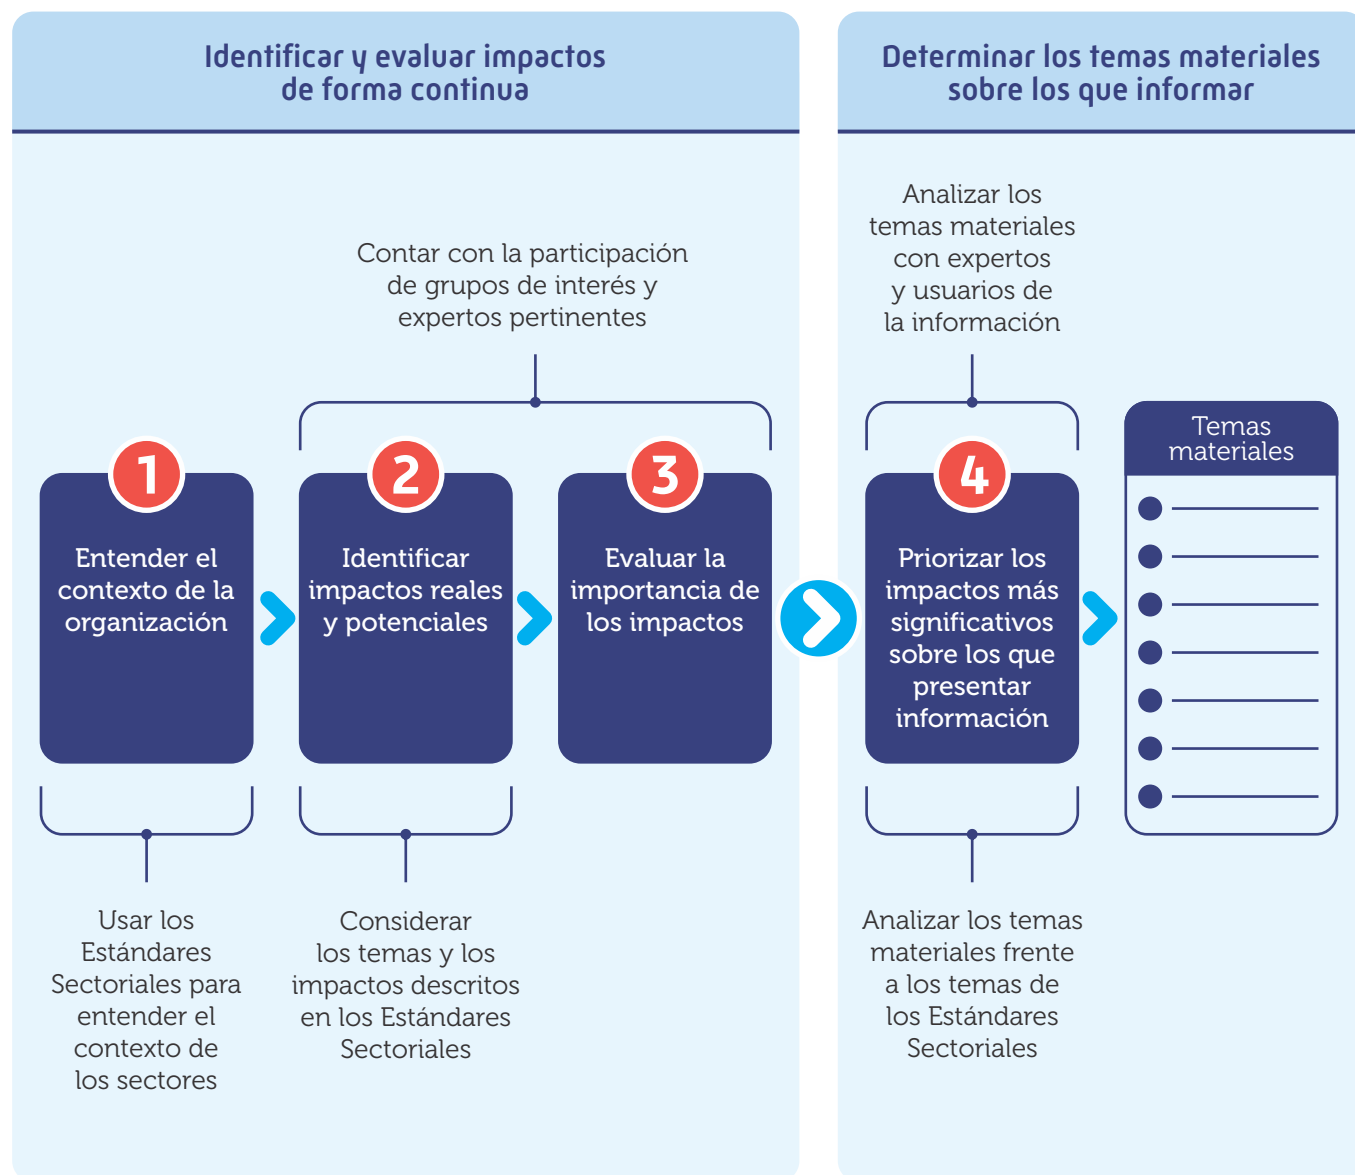 Identificar y evaluar impactos
de forma continua
Contar con la participación
de grupos de interés y
expertos pertinentes
1
Entender el
contexto de la
organización
2
Identificar
impactos reales
y potenciales
3
Evaluar la
importancia de
los impactos
Usar los
Estándares
Sectoriales para
entender el
contexto de
los sectores
Considerar
los temas y los
impactos descritos
en los Estándares
Sectoriales
Determinar los temas materiales
sobre los que informar
Analizar los
temas materiales
con expertos
y usuarios de
la información
4
Priorizar los
impactos más
significativos
sobre los que
presentar
información
Temas
materiales
Analizar los temas
materiales frente
a los temas de
los Estándares
Sectoriales